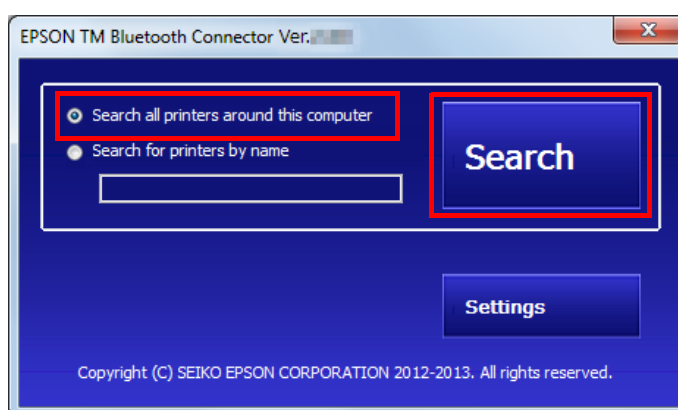 EPSON TM Bluetooth Connector Ver.
Search all printers around this computer
Search for printers by name
Search
Settings
Copyright (C) SEIKO EPSON CORPORATION 2012-2013. All rights reserved.